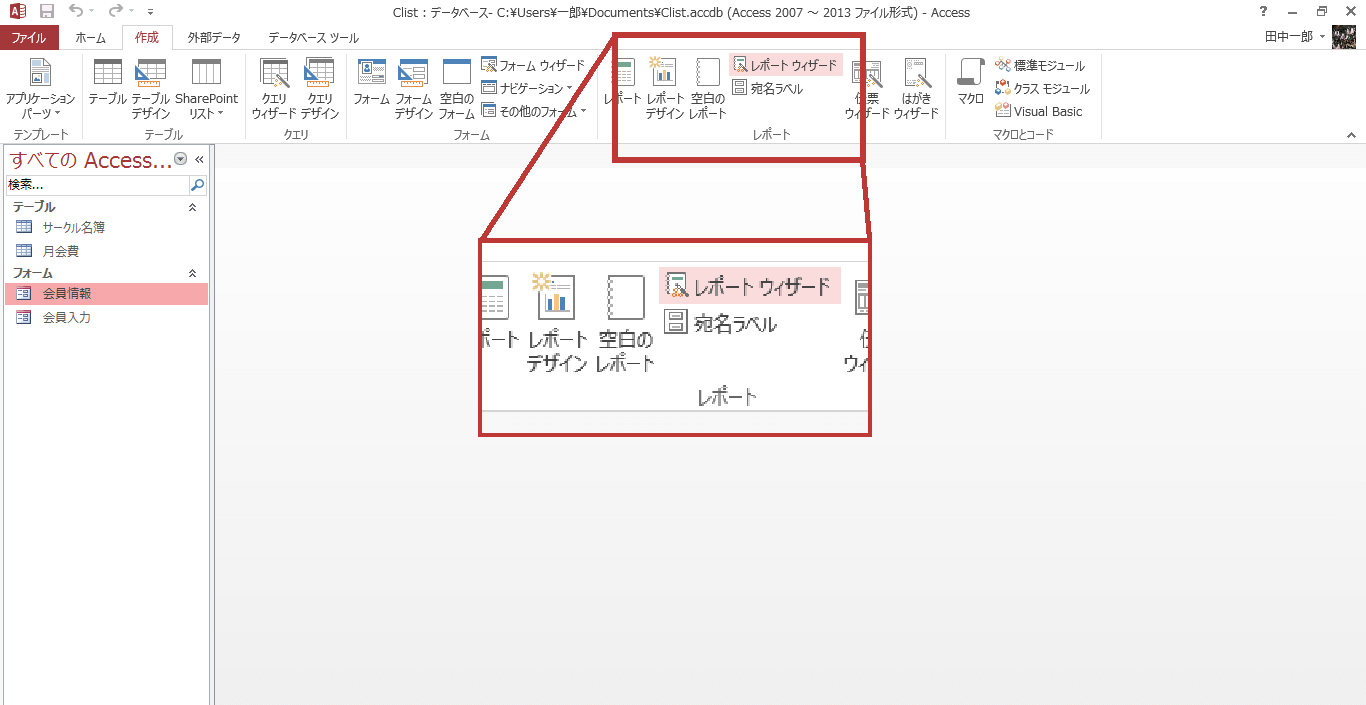 Clist : データベース- C:¥Users¥一郎¥Documents¥Clist.accdb (Access 2007 ～ 2013 ファイル形式) - Access
ファイル ホーム 作成 外部データ データベース ツール 田中一郎
アプリケーション
パーツ
テンプレート
テーブル
テーブル
デザイン
SharePoint
リスト
テーブル
クエリ
ウィザード
クエリ
デザイン
クエリ
フォーム
フォーム
デザイン
空白の
フォーム
フォーム ウィザード
ナビゲーション
その他のフォーム
フォーム
レポート
レポート
デザイン
空白の
レポート
レポート ウィザード
宛名ラベル
伝票
ウィザード
はがき
ウィザード
レポート
マクロ
標準モジュール
クラス モジュール
Visual Basic
マクロとコード
すべての Access...
検索...
テーブル
サークル名簿
月会費
フォーム
会員情報
会員入力
ポート
レポート
デザイン
空白の
レポート
レポート ウィザード
宛名ラベル
ウィ
レポート